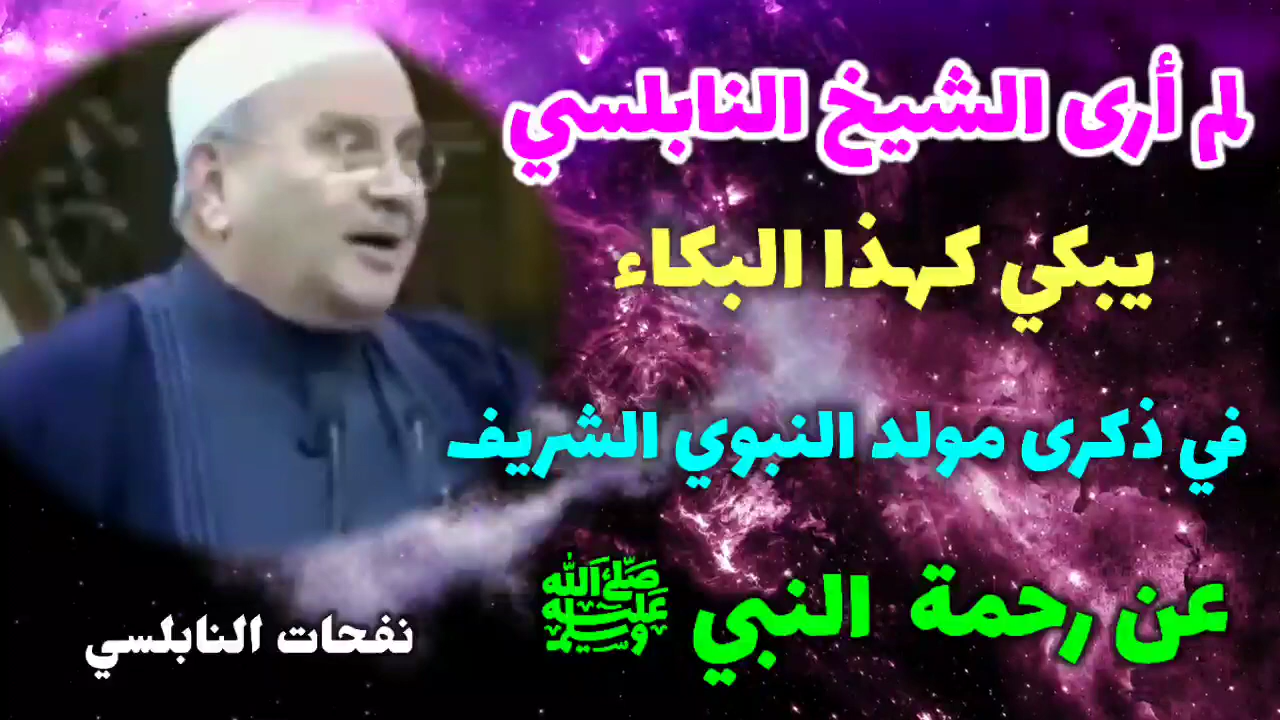 لم أرى الشيخ النابلسي
يبكي كهذا البكاء
في ذكرى مولد النبوي الشريف
عن رحمة النبي ﷺ
نفحات النابلسي